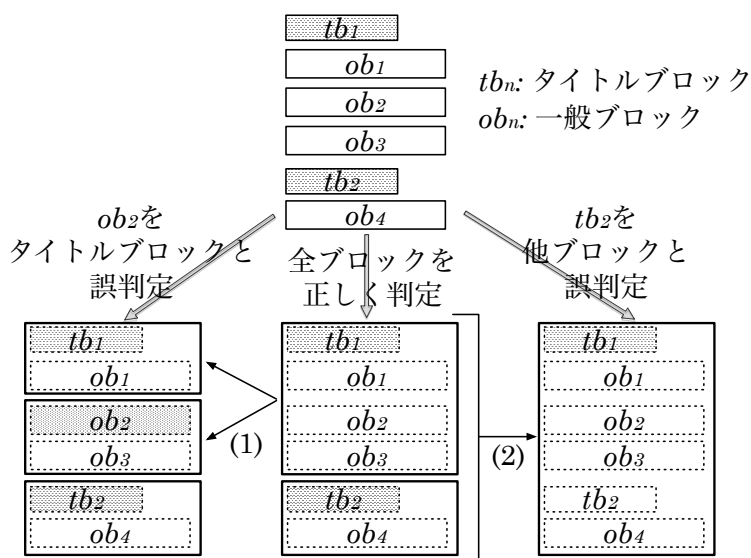 tb1
ob1
ob2
ob3
tb2
ob4
tbn: タイトルブロック
obn: 一般ブロック
ob2を
タイトルブロックと
誤判定
全ブロックを
正しく判定
tb2を
他ブロックと
誤判定
tb1
ob1
ob2
ob3
tb2
ob4
(1)
tb1
ob1
ob2
ob3
tb2
ob4
(2)
tb1
ob1
ob2
ob3
tb2
ob4